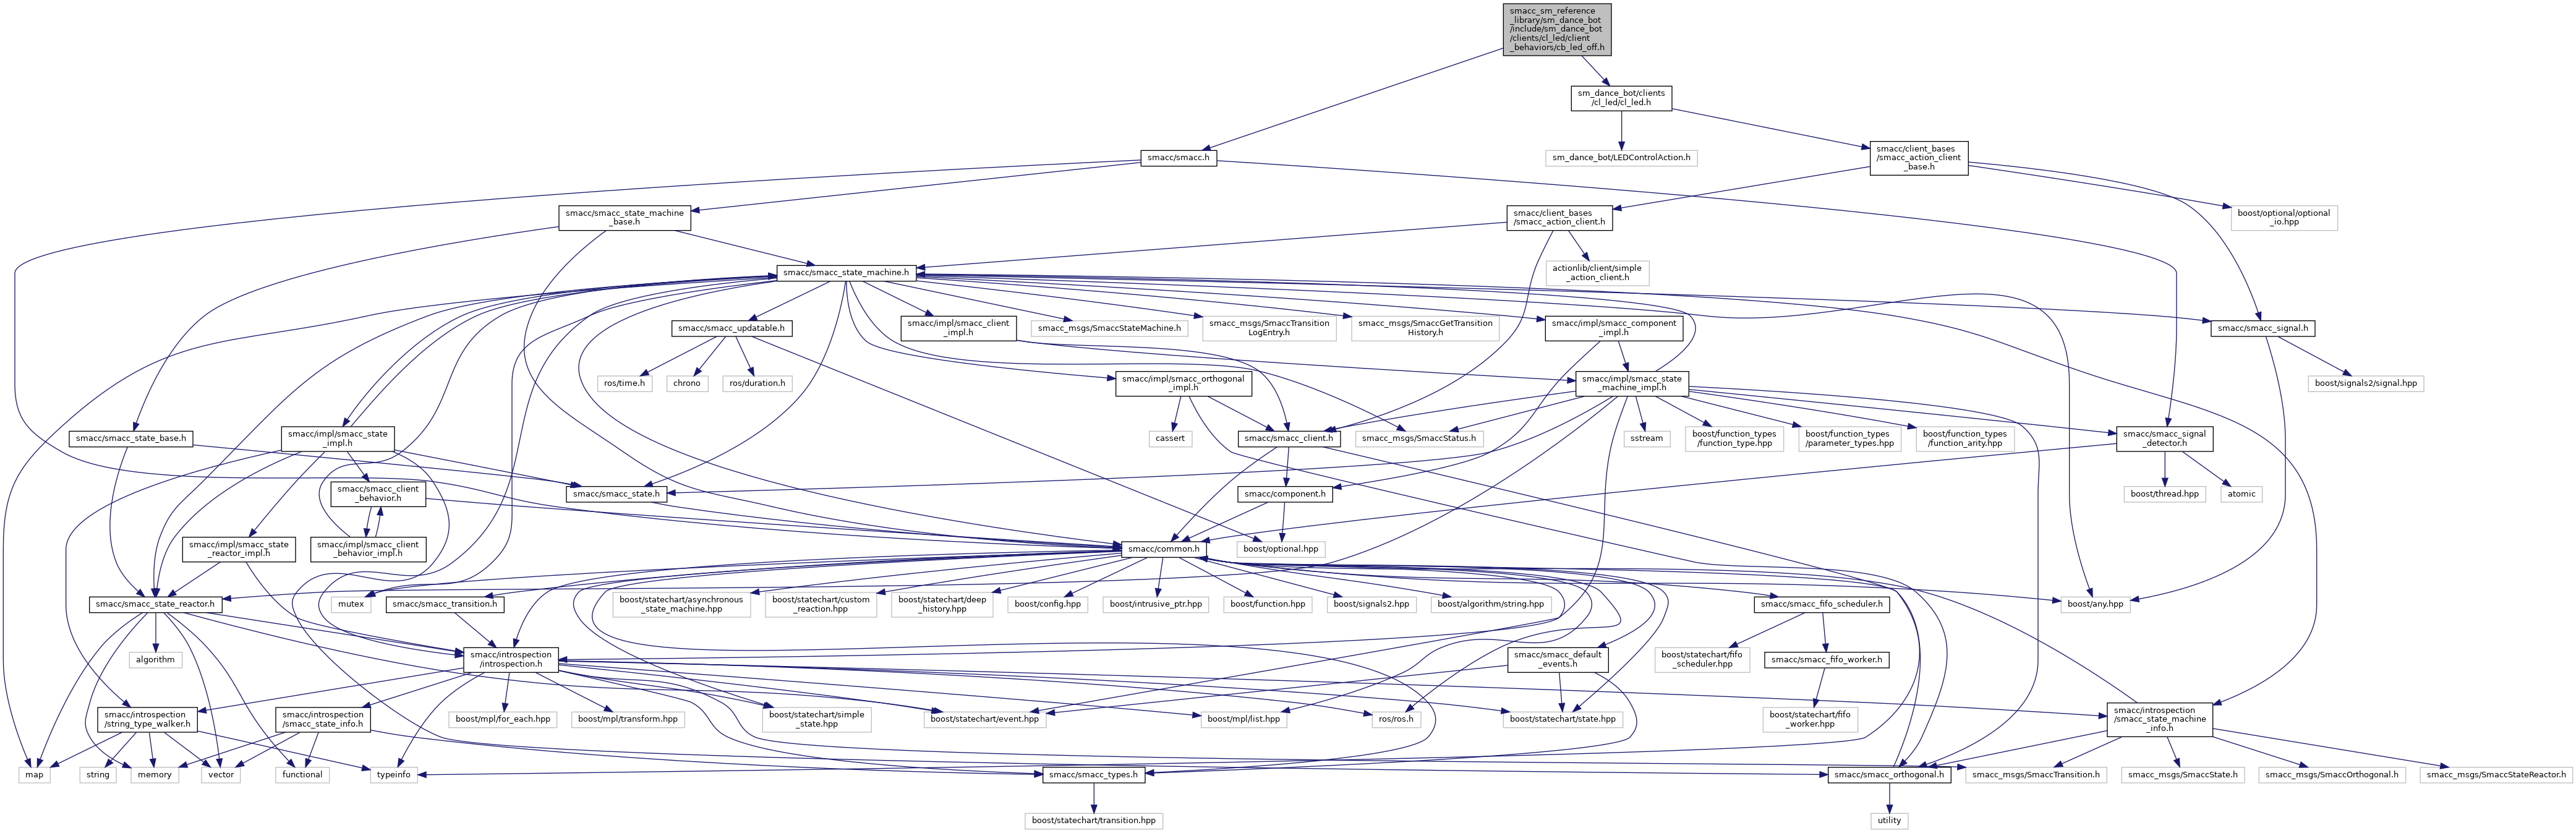 smacc_sm_reference
_library/sm_dance_bot
/include/sm_dance_bot
/clients/cl_led/client
_behaviors/cb_led_off.h
sm_dance_bot/clients
/cl_led/cl_led.h
smacc/smacc.h
sm_dance_bot/LEDControlAction.h
smacc/client_bases
/smacc_action_client
_base.h
smacc/smacc_state_machine
_base.h
smacc/client_bases
/smacc_action_client.h
boost/optional/optional
_io.hpp
smacc/smacc_state_machine.h
actionlib/client/simple
_action_client.h
smacc/smacc_updatable.h
smacc/impl/smacc_client
_impl.h
smacc_msgs/SmaccStateMachine.h
smacc_msgs/SmaccTransition
LogEntry.h
smacc_msgs/SmaccGetTransition
History.h
smacc/impl/smacc_component
_impl.h
smacc/smacc_signal.h
ros/time.h
chrono
ros/duration.h
smacc/impl/smacc_orthogonal
_impl.h
smacc/impl/smacc_state
_machine_impl.h
boost/signals2/signal.hpp
smacc/smacc_state_base.h
smacc/impl/smacc_state
_impl.h
cassert
smacc/smacc_client.h
smacc_msgs/SmaccStatus.h
sstream
boost/function_types
/function_type.hpp
boost/function_types
/parameter_types.hpp
boost/function_types
/function_arity.hpp
smacc/smacc_signal
_detector.h
smacc/smacc_client
_behavior.h
smacc/smacc_state.h
smacc/component.h
boost/thread.hpp
atomic
smacc/impl/smacc_state
_reactor_impl.h
smacc/impl/smacc_client
_behavior_impl.h
smacc/common.h
boost/optional.hpp
smacc/smacc_state_reactor.h
mutex
smacc/smacc_transition.h
boost/statechart/asynchronous
_state_machine.hpp
boost/statechart/custom
_reaction.hpp
boost/statechart/deep
_history.hpp
boost/config.hpp
boost/intrusive_ptr.hpp
boost/function.hpp
boost/signals2.hpp
boost/algorithm/string.hpp
smacc/smacc_fifo_scheduler.h
boost/any.hpp
algorithm
smacc/introspection
/introspection.h
smacc/smacc_default
_events.h
boost/statechart/fifo
_scheduler.hpp
smacc/smacc_fifo_worker.h
smacc/introspection
/string_type_walker.h
smacc/introspection
/smacc_state_info.h
boost/mpl/for_each.hpp
boost/mpl/transform.hpp
boost/statechart/simple
_state.hpp
boost/statechart/event.hpp
boost/mpl/list.hpp
ros/ros.h
boost/statechart/state.hpp
boost/statechart/fifo
_worker.hpp
smacc/introspection
/smacc_state_machine
_info.h
map
string
memory
vector
functional
typeinfo
smacc/smacc_types.h
smacc/smacc_orthogonal.h
smacc_msgs/SmaccTransition.h
smacc_msgs/SmaccState.h
smacc_msgs/SmaccOrthogonal.h
smacc_msgs/SmaccStateReactor.h
boost/statechart/transition.hpp
utility